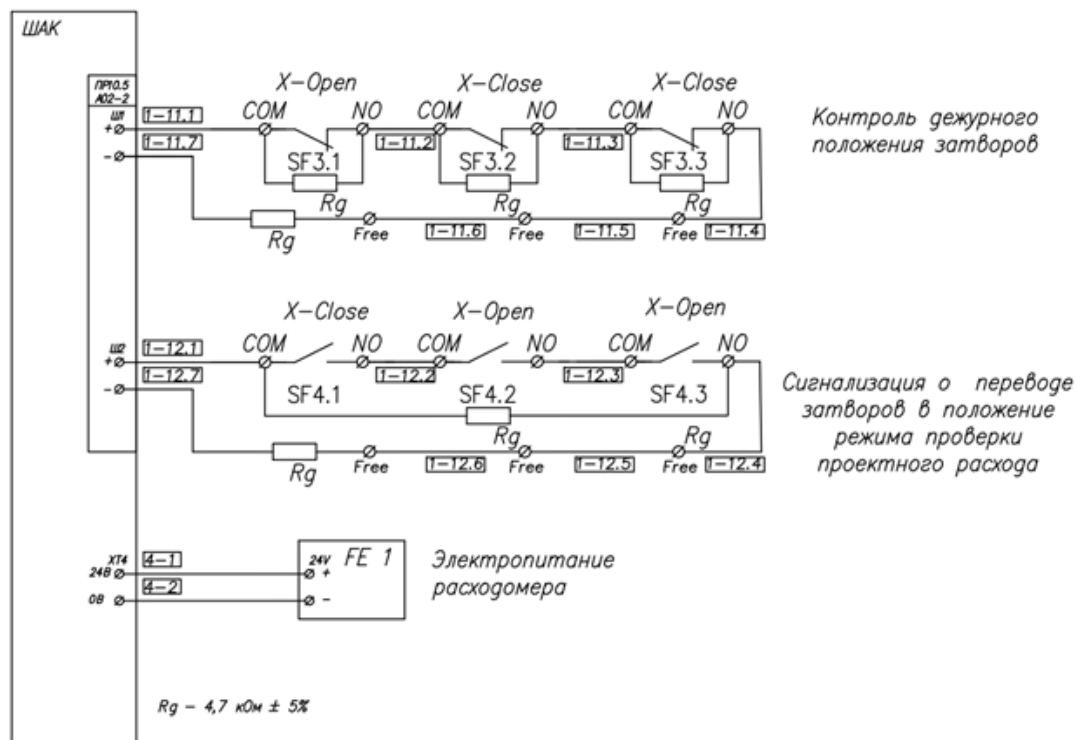 ШАК
ПР10.5
А02-2
Ш1
+
-
1-11.1
1-11.7
X-Open
COM
NO
SF3.1
Rg
1-11.2
X-Close
COM
NO
SF3.2
Rg
1-11.3
X-Close
COM
NO
SF3.3
Rg
Rg
Free
1-11.6
Free
1-11.5
Free
1-11.4
Контроль дежурного
положения затворов
Ш2
+
-
1-12.1
1-12.7
X-Close
COM
NO
SF4.1
1-12.2
X-Open
COM
NO
SF4.2
Rg
1-12.3
X-Open
COM
NO
SF4.3
Rg
Rg
Free
1-12.6
Free
1-12.5
Free
1-12.4
Сигнализация о переводе
затворов в положение
режима проверки
проектного расхода
ХТ4
24В
0В
4-1
4-2
24V
+
-
FE 1
Электропитание
расходомера
Rg - 4,7 кОм ± 5%